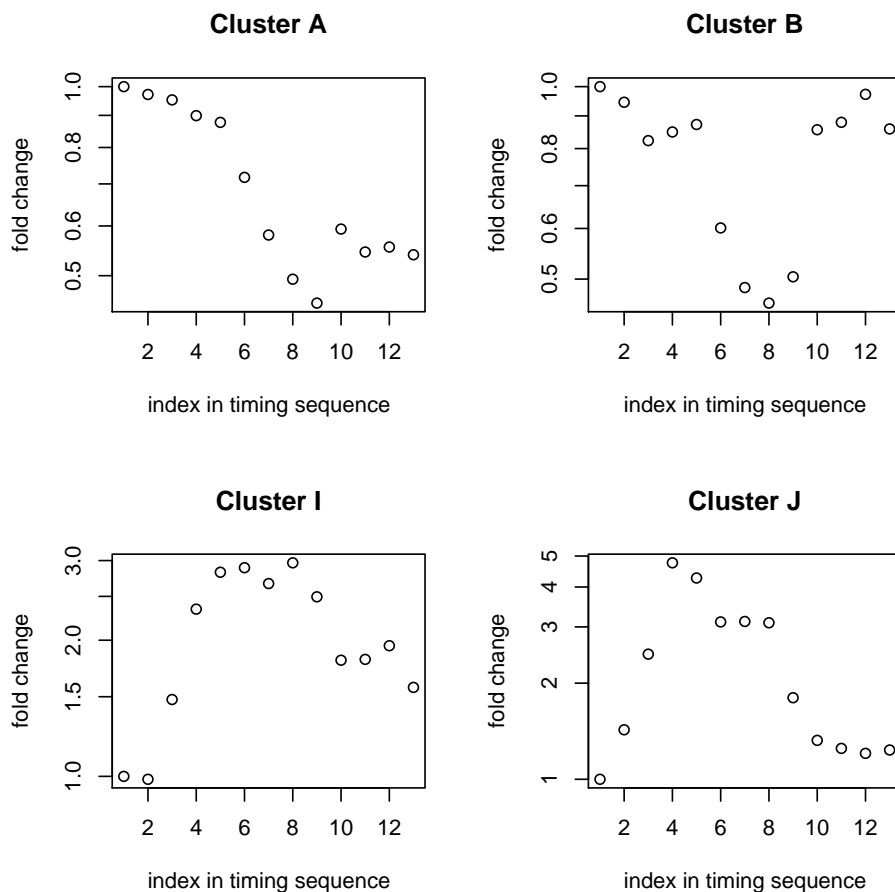 Cluster A
fold change
1.0
0.8
0.6
0.5
2 4 6 8 10 12
index in timing sequence
Cluster B
fold change
1.0
0.8
0.6
0.5
2 4 6 8 10 12
index in timing sequence
Cluster I
fold change
3.0
2.0
1.5
1.0
2 4 6 8 10 12
index in timing sequence
Cluster J
fold change
5
4
3
2
1
2 4 6 8 10 12
index in timing sequence